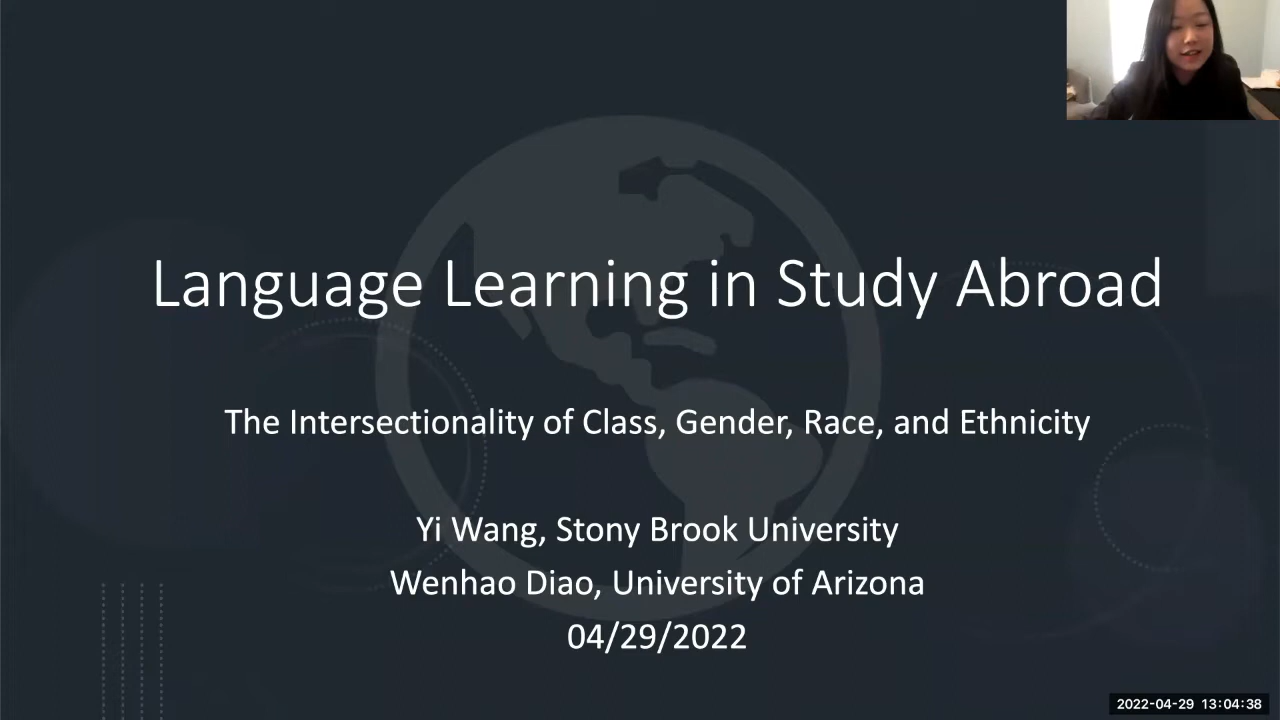 Language Learning in Study Abroad
The Intersectionality of Class, Gender, Race, and Ethnicity
Yi Wang, Stony Brook University
Wenhao Diao, University of Arizona
04/29/2022
2022-04-29 13:04:38